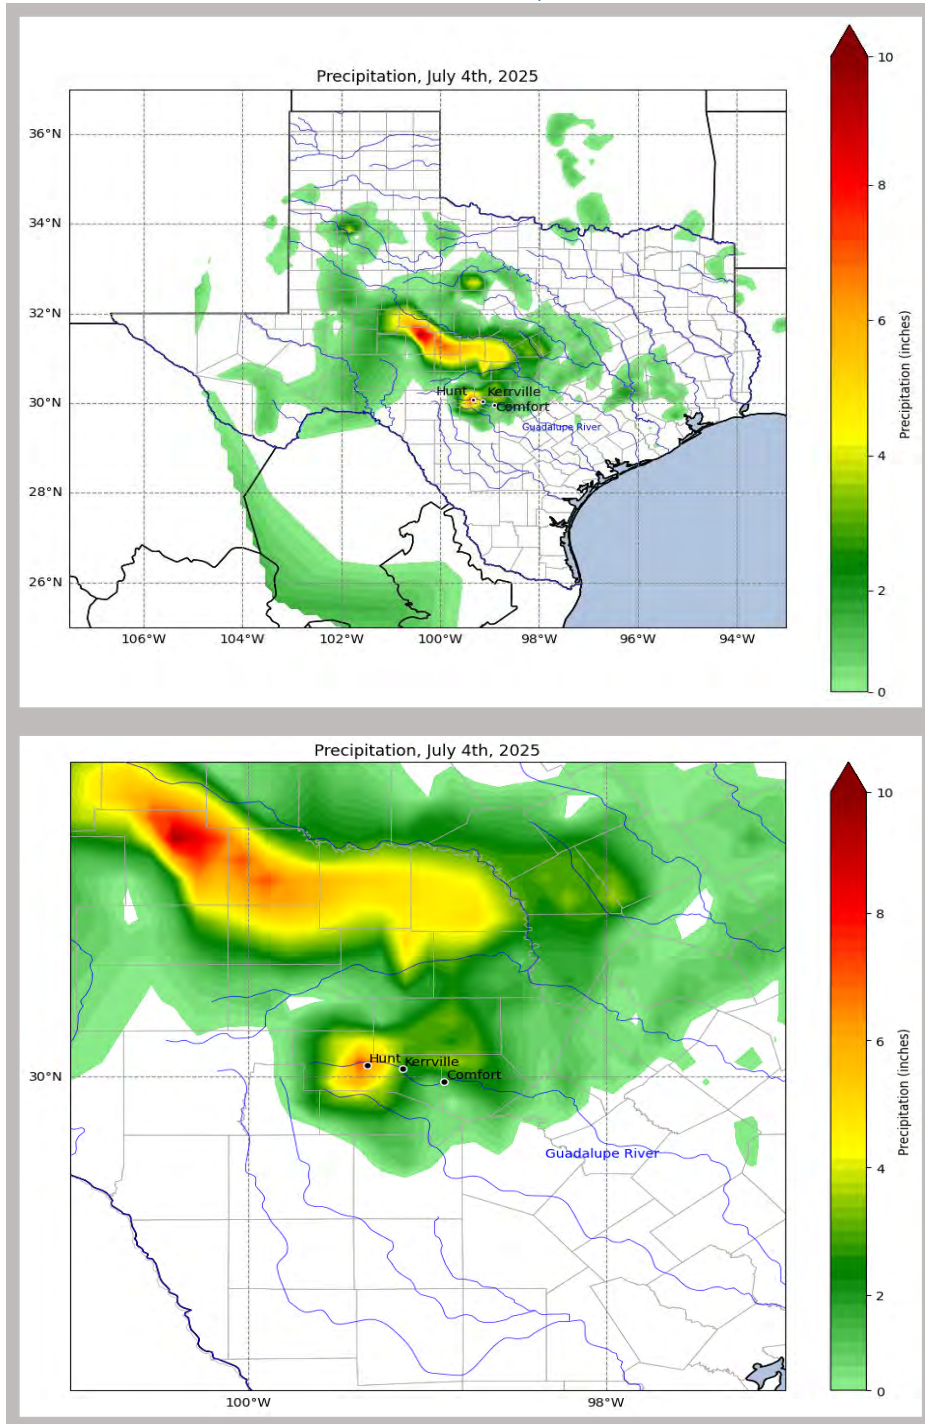 Precipitation, July 4th, 2025
36°N
34°N
32°N
30°N
28°N
26°N
106°W 104°W 102°W 100°W 98°W 96°W 94°W
Hunt
Kerrville
Comfort
Guadalupe River
10
8
6
4
2
0
Precipitation (inches)
Precipitation, July 4th, 2025
30°N
100°W 98°W
Hunt
Kerrville
Comfort
Guadalupe River
10
8
6
4
2
0
Precipitation (inches)